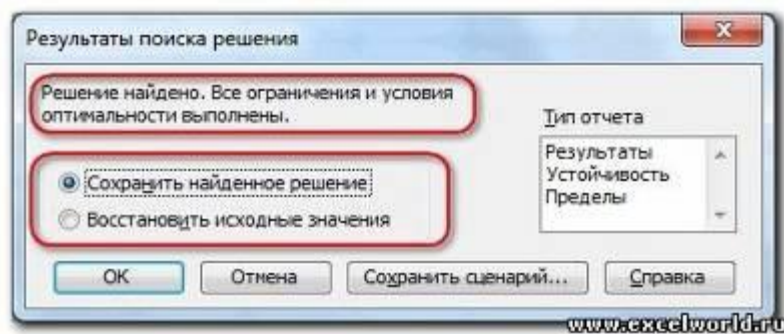 Результаты поиска решения
Решение найдено. Все ограничения и условия
оптимальности выполнены.
Тип отчета
Результаты
Устойчивость
Пределы
Сохранить найденное решение
Восстановить исходные значения
ОК
Отмена
Сохранить сценарий...
Справка
www.excelworld.ru